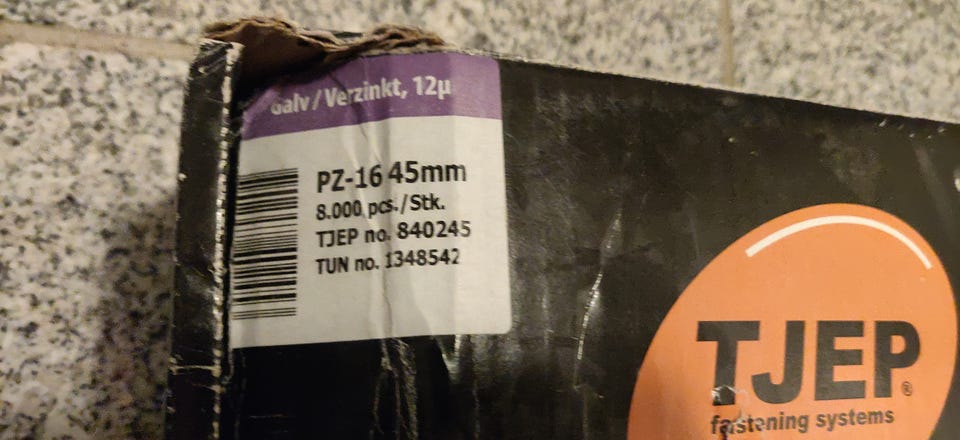 Galv / Verzinkt, 12µ
PZ-16 45mm
8.000 pcs./Stk.
TJEP no. 840245
TUN no. 1348542
TJEP®
fastening systems